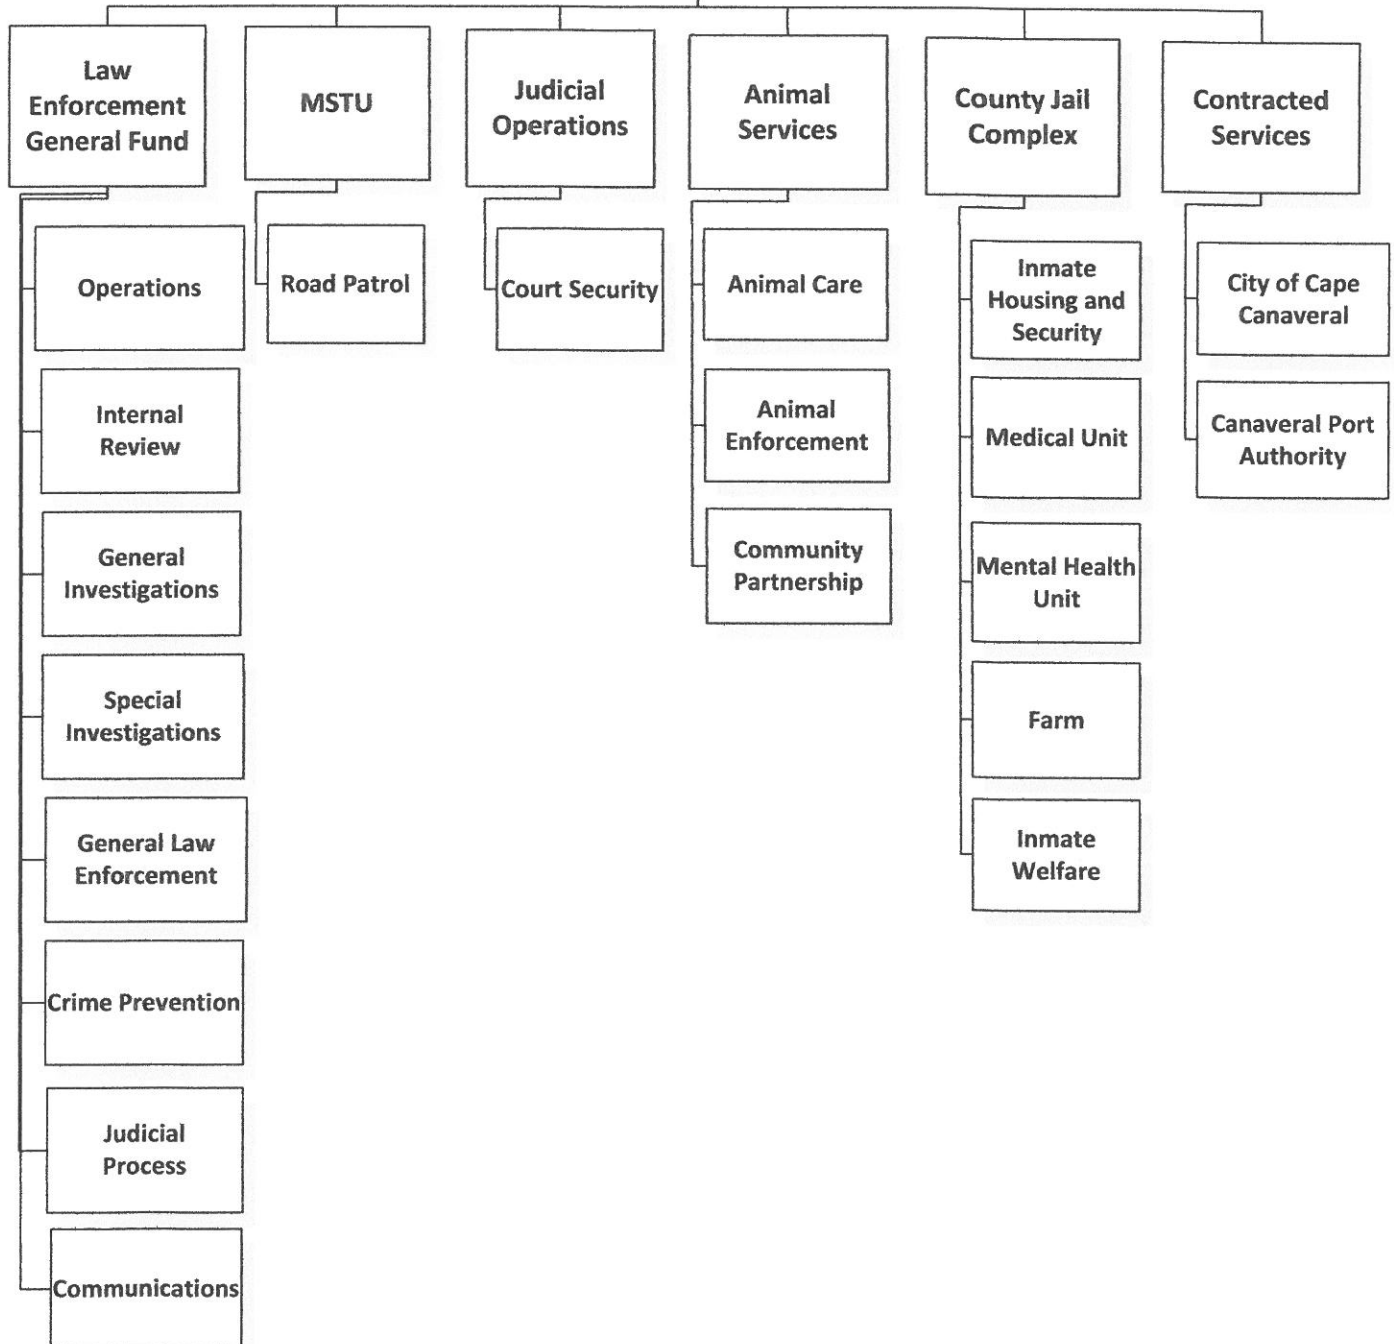 Law
Enforcement
General Fund
MSTU
Judicial
Operations
Animal
Services
County Jail
Complex
Contracted
Services
Operations
Internal
Review
General
Investigations
Special
Investigations
General Law
Enforcement
Crime Prevention
Judicial
Process
Communications
Road Patrol
Court Security
Animal Care
Animal
Enforcement
Community
Partnership
Inmate
Housing and
Security
Medical Unit
Mental Health
Unit
Farm
Inmate
Welfare
City of Cape
Canaveral
Canaveral Port
Authority